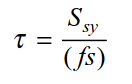 τ = S_sy / (fs)